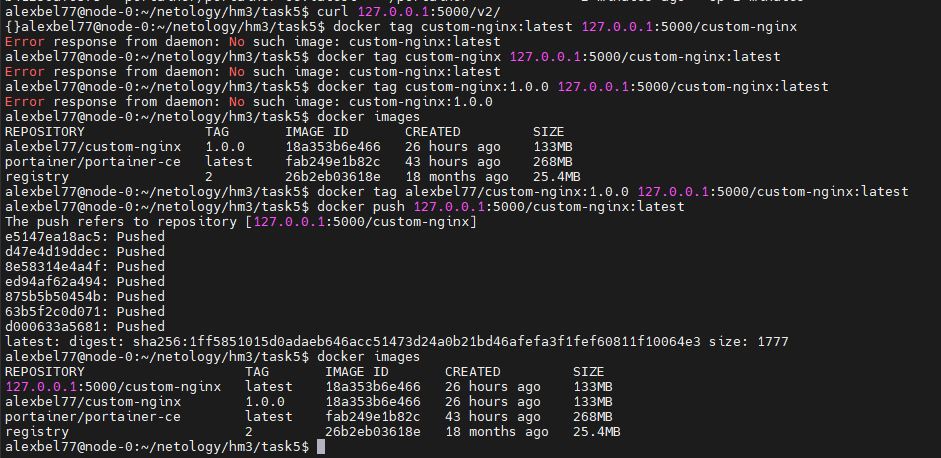 alexbel77@node-0:~/netology/hm3/task5$ curl 127.0.0.1:5000/v2/
{}alexbel77@node-0:~/netology/hm3/task5$ docker tag custom-nginx:latest 127.0.0.1:5000/custom-nginx
Error response from daemon: No such image: custom-nginx:latest
alexbel77@node-0:~/netology/hm3/task5$ docker tag custom-nginx 127.0.0.1:5000/custom-nginx:latest
Error response from daemon: No such image: custom-nginx:latest
alexbel77@node-0:~/netology/hm3/task5$ docker tag custom-nginx:1.0.0 127.0.0.1:5000/custom-nginx:latest
Error response from daemon: No such image: custom-nginx:1.0.0
alexbel77@node-0:~/netology/hm3/task5$ docker images
REPOSITORY TAG IMAGE ID CREATED SIZE
alexbel77/custom-nginx 1.0.0 18a353b6e466 26 hours ago 133MB
portainer/portainer-ce latest fab249e1b82c 43 hours ago 268MB
registry 2 26b2eb03618e 18 months ago 25.4MB
alexbel77@node-0:~/netology/hm3/task5$ docker tag alexbel77/custom-nginx:1.0.0 127.0.0.1:5000/custom-nginx:latest
alexbel77@node-0:~/netology/hm3/task5$ docker push 127.0.0.1:5000/custom-nginx:latest
The push refers to repository [127.0.0.1:5000/custom-nginx]
e5147ea18ac5: Pushed
d47e4d19ddec: Pushed
8e58314e4a4f: Pushed
ed94af62a494: Pushed
875b5b50454b: Pushed
63b5f2c0d071: Pushed
d000633a5681: Pushed
latest: digest: sha256:1ff5851015d0adaeb646acc51473d24a0b21bd46afefa3f1fef60811f10064e3 size: 1777
alexbel77@node-0:~/netology/hm3/task5$ docker images
REPOSITORY TAG IMAGE ID CREATED SIZE
127.0.0.1:5000/custom-nginx latest 18a353b6e466 26 hours ago 133MB
alexbel77/custom-nginx 1.0.0 18a353b6e466 26 hours ago 133MB
portainer/portainer-ce latest fab249e1b82c 43 hours ago 268MB
registry 2 26b2eb03618e 18 months ago 25.4MB
alexbel77@node-0:~/netology/hm3/task5$